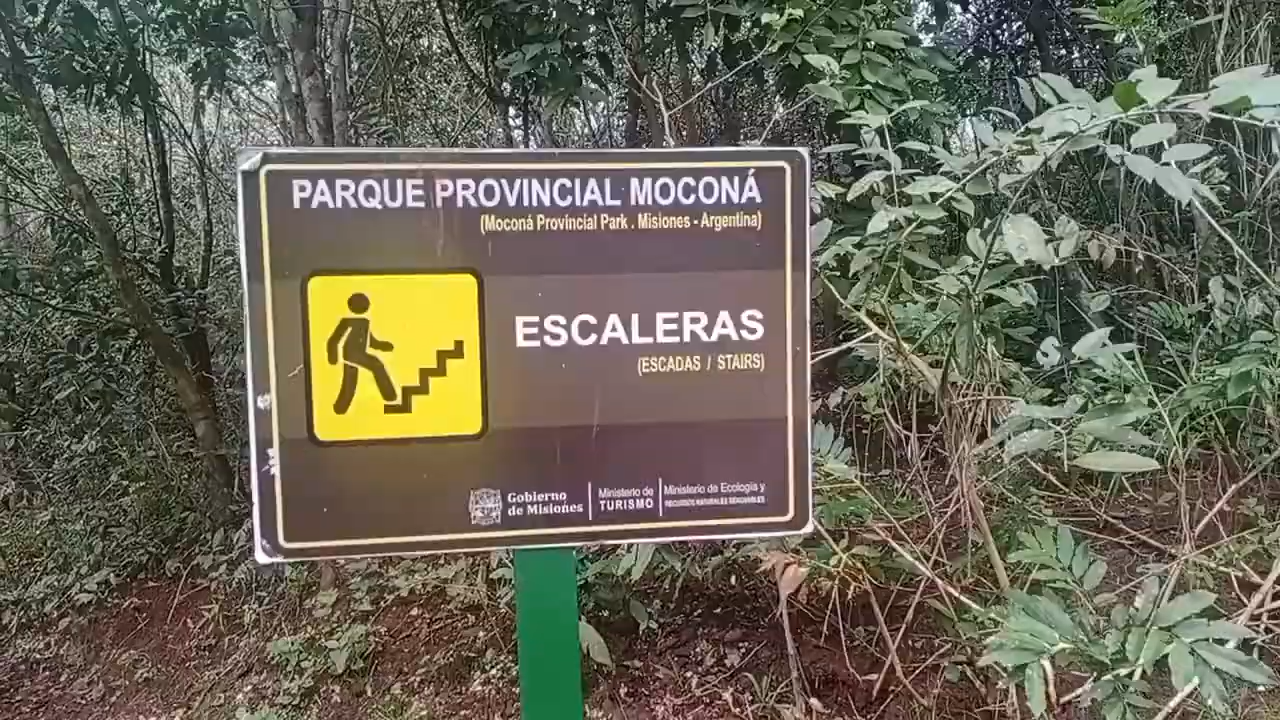 PARQUE PROVINCIAL MOCONÁ
(Moconá Provincial Park . Misiones - Argentina)
ESCALERAS
(ESCADAS / STAIRS)
Gobierno
de Misiones
Ministerio de
TURISMO
Ministerio de Ecología y
RECURSOS NATURALES RENOVABLES